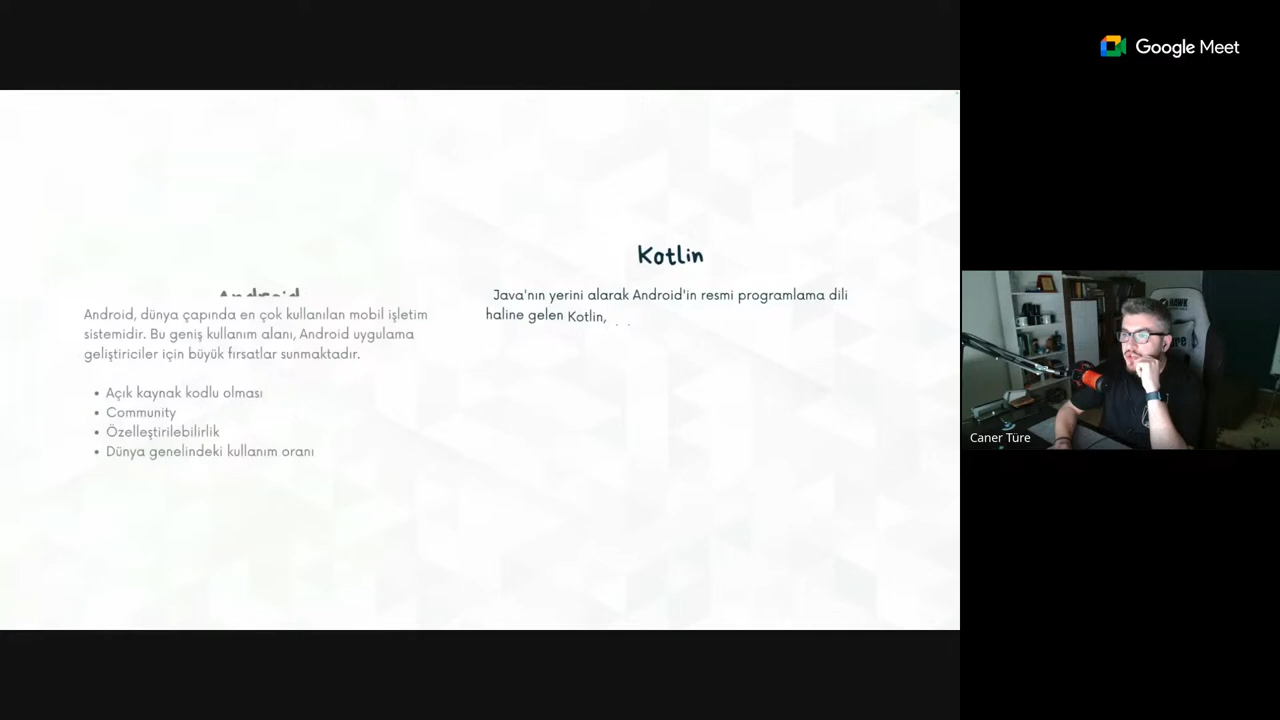 Google Meet
Android
Android, dünya çapında en çok kullanılan mobil işletim
sistemidir. Bu geniş kullanım alanı, Android uygulama
geliştiriciler için büyük fırsatlar sunmaktadır.
• Açık kaynak kodlu olması
• Community
• Özelleştirilebilirlik
• Dünya genelindeki kullanım oranı
Kotlin
Java'nın yerini alarak Android'in resmi programlama dili
haline gelen Kotlin,
Caner Türe